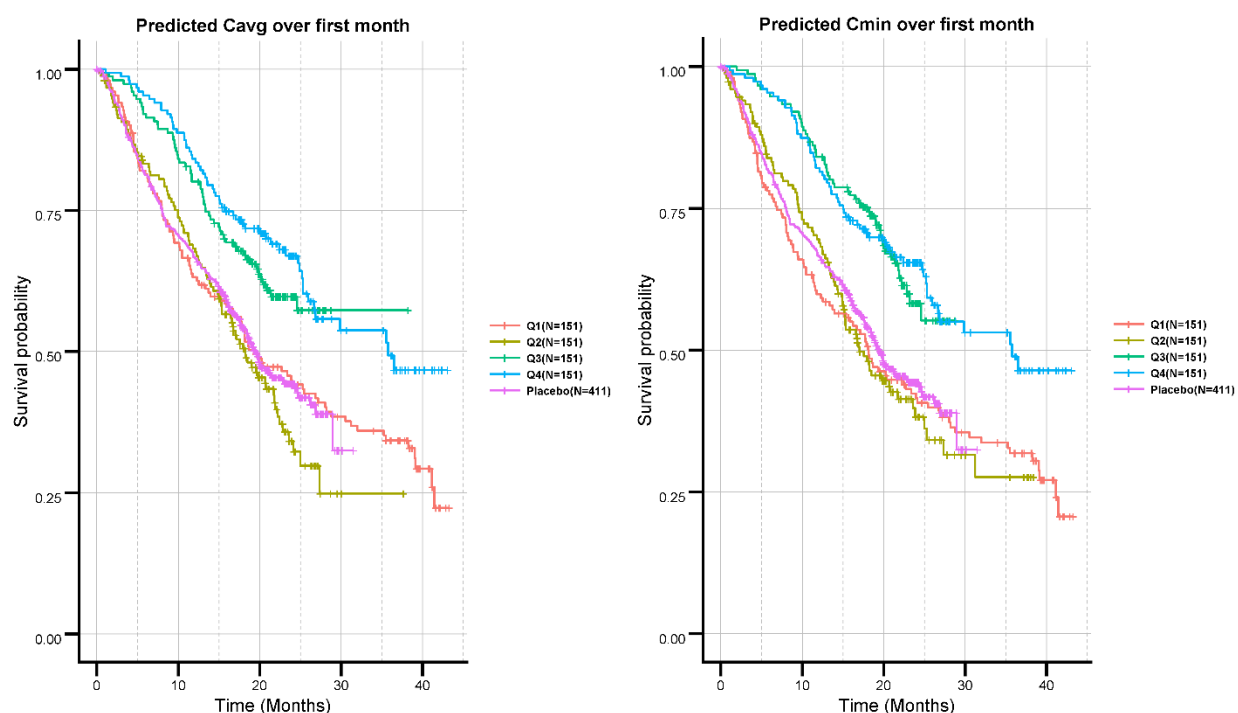 Predicted Cavg over first month
Survival probability
1.00
0.75
0.50
0.25
0.00
0
10
20
30
40
Time (Months)
Q1(N=151)
Q2(N=151)
Q3(N=151)
Q4(N=151)
Placebo(N=411)
Predicted Cmin over first month
Survival probability
1.00
0.75
0.50
0.25
0.00
0
10
20
30
40
Time (Months)
Q1(N=151)
Q2(N=151)
Q3(N=151)
Q4(N=151)
Placebo(N=411)